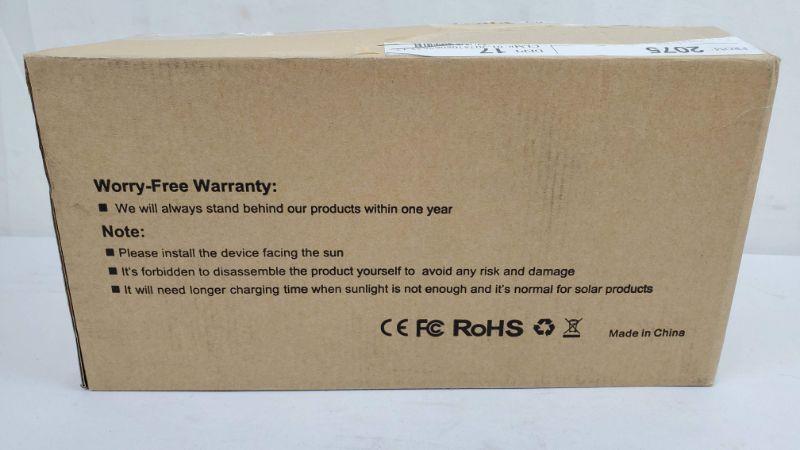 2075
17
Worry-Free Warranty:
■ We will always stand behind our products within one year
Note:
■ Please install the device facing the sun
■ It's forbidden to disassemble the product yourself to avoid any risk and damage
■ It will need longer charging time when sunlight is not enough and it's normal for solar products
CE FC RoHS
Made in China